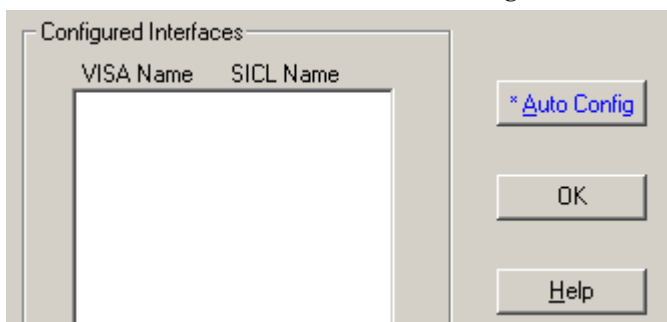 Configured Interfaces
VISA Name SICL Name
* Auto Config
OK
Help